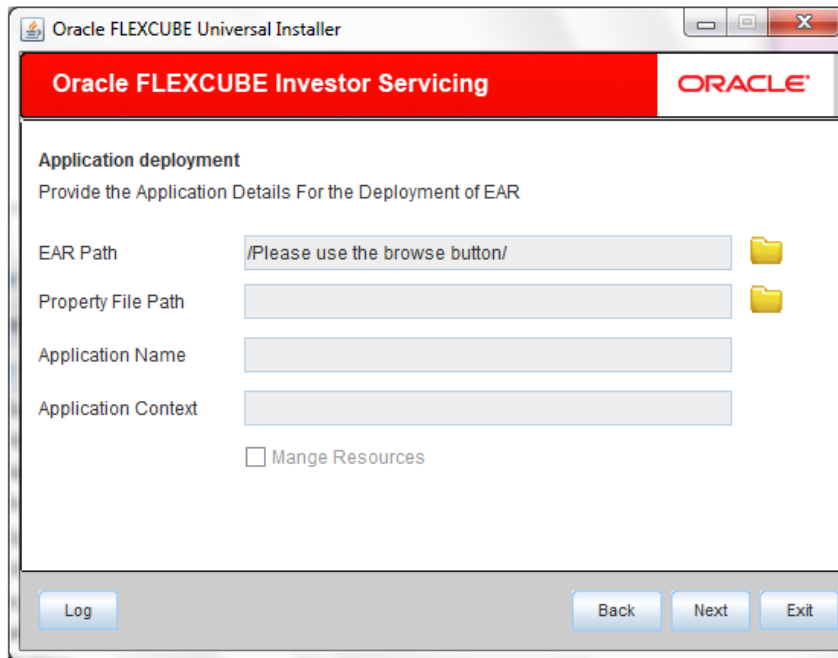 Oracle FLEXCUBE Universal Installer
Oracle FLEXCUBE Investor Servicing
ORACLE
Application deployment
Provide the Application Details For the Deployment of EAR
EAR Path /Please use the browse button/
Property File Path
Application Name
Application Context
Mange Resources
Log Back Next Exit